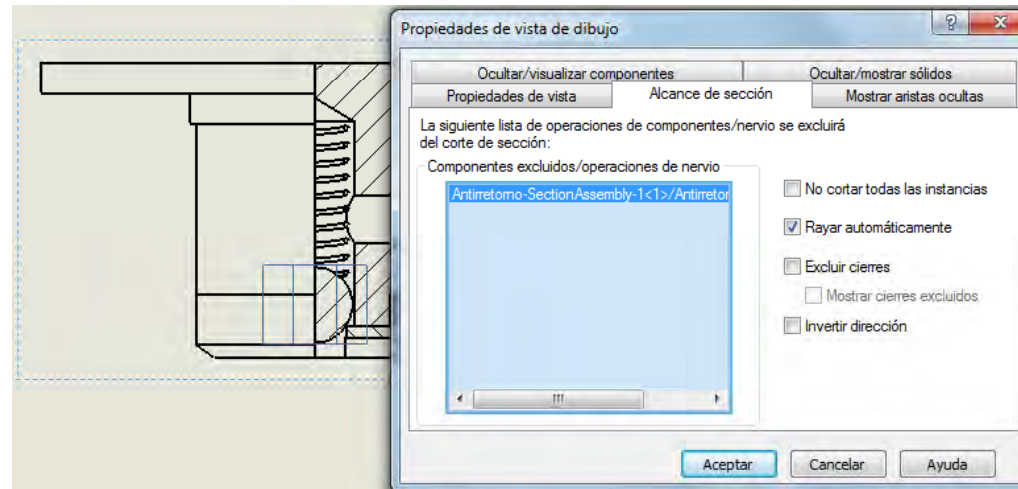 Propiedades de vista de dibujo
Ocultar/visualizar componentes
Ocultar/mostrar sólidos
Propiedades de vista
Alcance de sección
Mostrar aristas ocultas
La siguiente lista de operaciones de componentes/nervio se excluirá
del corte de sección:
Componentes excluidos/operaciones de nervio
Antirretorno-SectionAssembly-1<1>/Antirretor
No cortar todas las instancias
Rayar automáticamente
Excluir cierres
Mostrar cierres excluidos
Invertir dirección
Aceptar
Cancelar
Ayuda